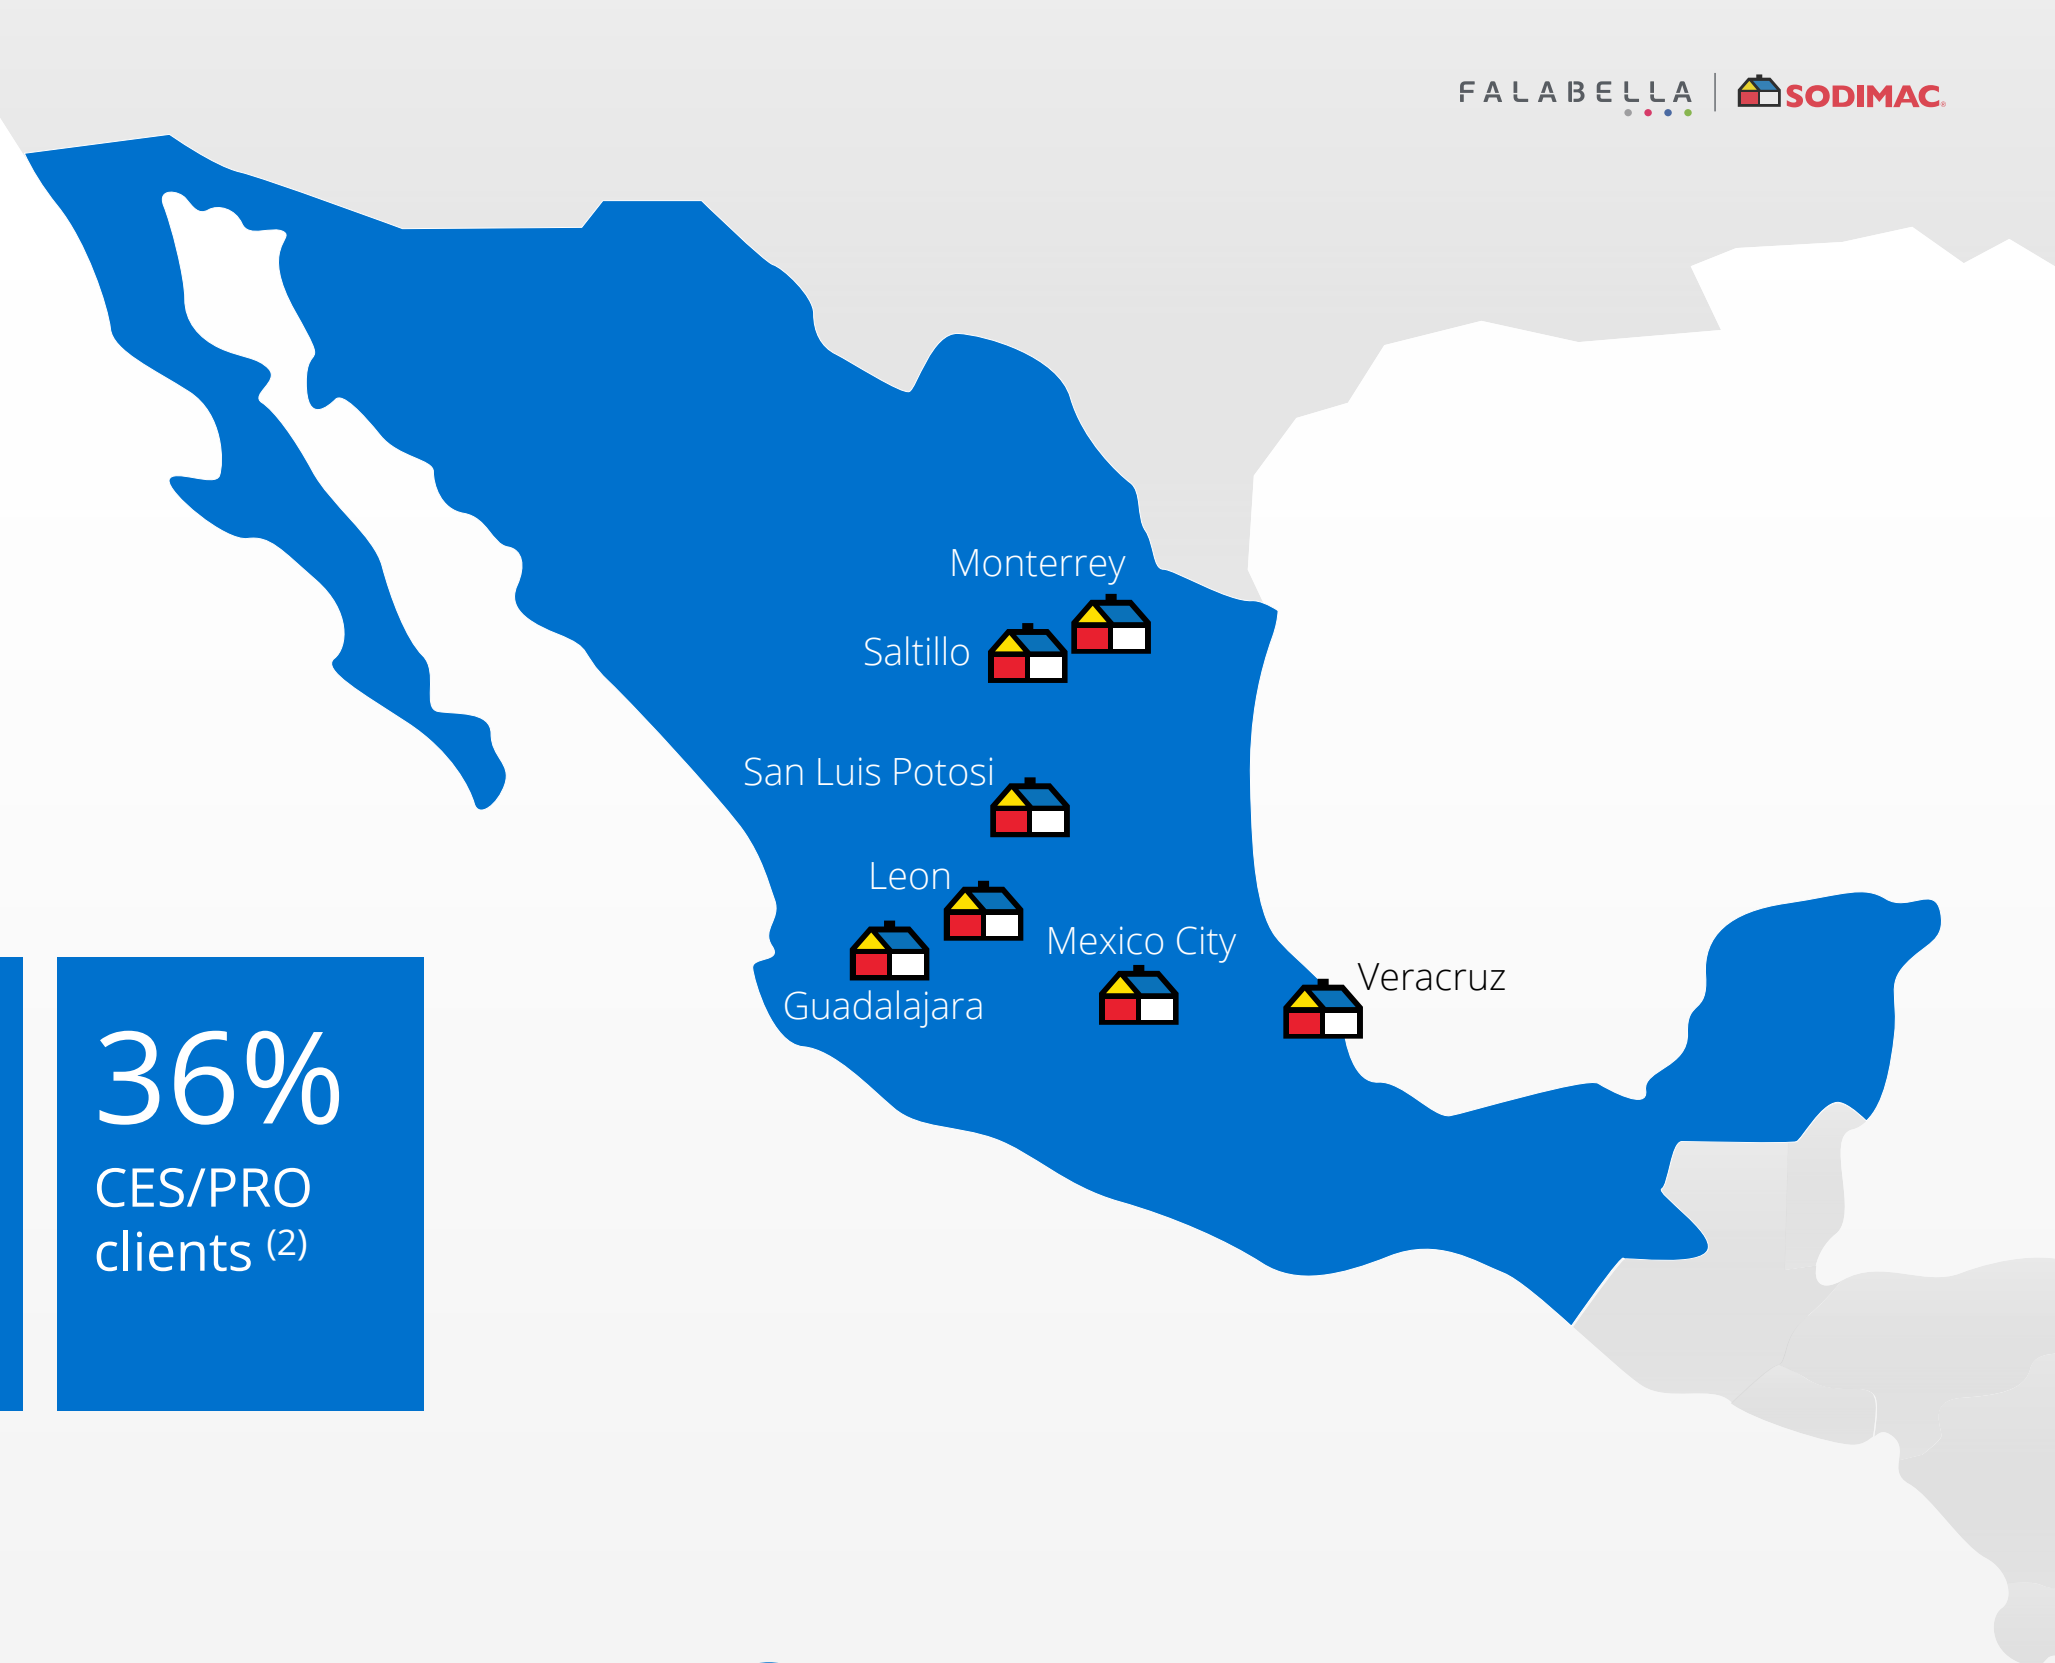 FALABELLA SODIMAC
Monterrey
Saltillo
San Luis Potosi
Leon
Mexico City
Veracruz
Guadalajara
36%
CES/PRO
clients (2)